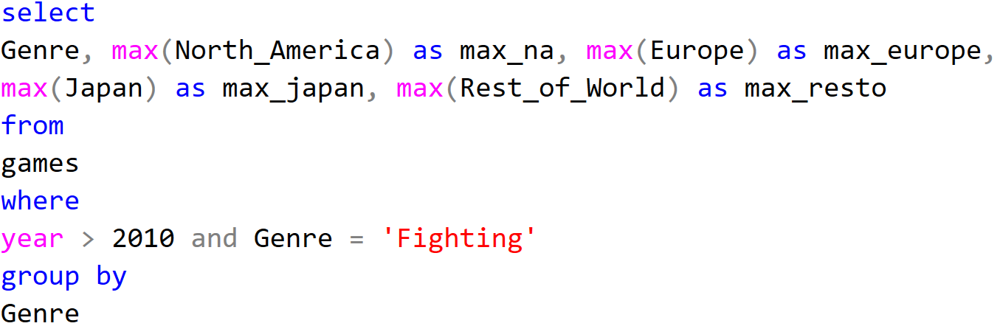 select
Genre, max(North_America) as max_na, max(Europe) as max_europe,
max(Japan) as max_japan, max(Rest_of_World) as max_resto
from
games
where
year > 2010 and Genre = 'Fighting'
group by
Genre